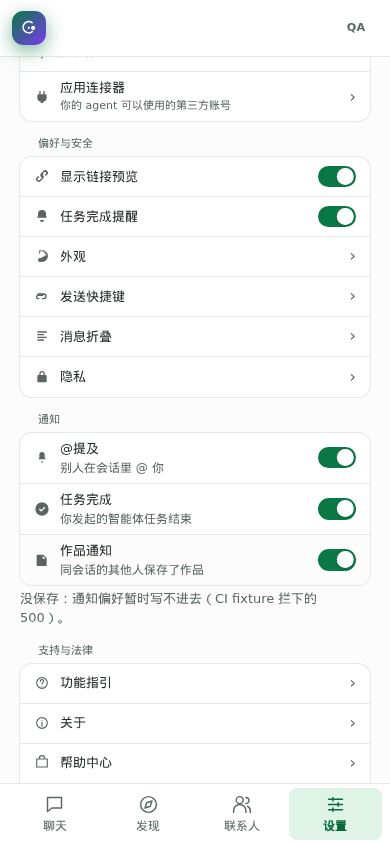 QA
应用连接器
你的 agent 可以使用的第三方账号
偏好与安全
显示链接预览
任务完成提醒
外观
发送快捷键
消息折叠
隐私
通知
@提及
别人在会话里 @ 你
任务完成
你发起的智能体任务结束
作品通知
同会话的其他人保存了作品
没保存：通知偏好暂时写不进去（ CI fixture 拦下的
500 ）。
支持与法律
功能指引
关于
帮助中心
聊天
发现
联系人
设置